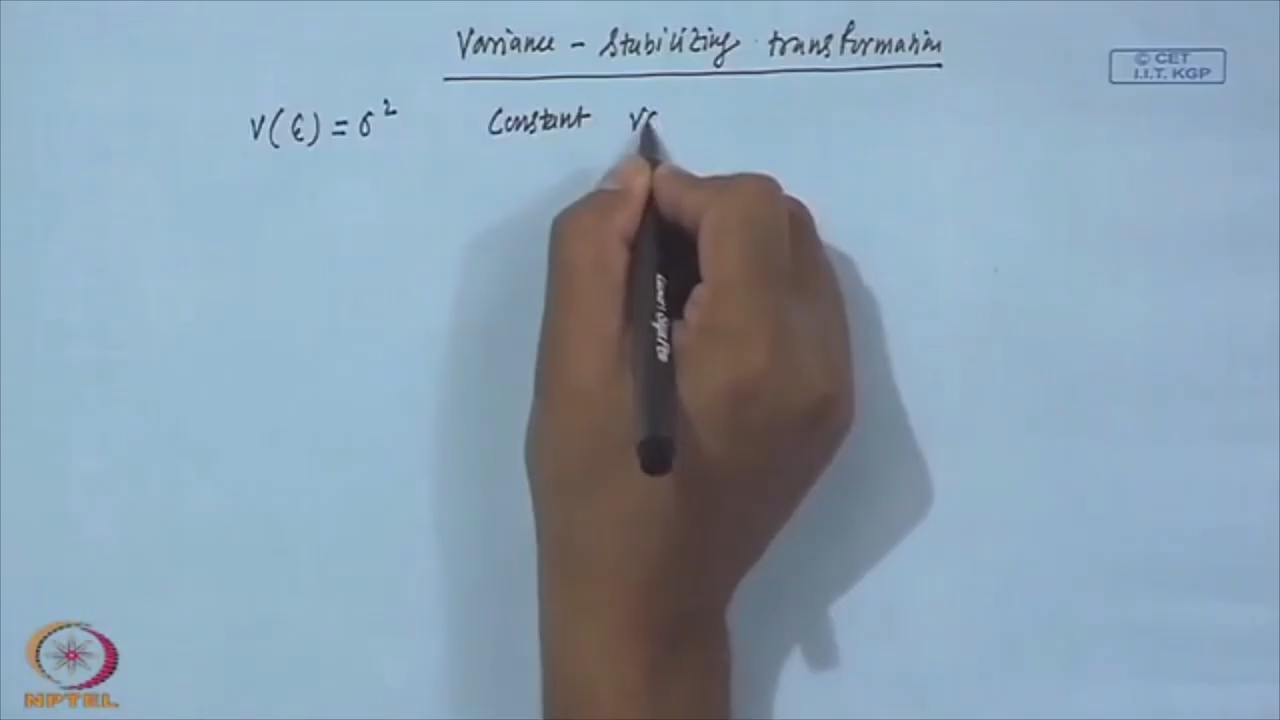 Variance - Stabilizing transformation
© CET
I.I.T. KGP
V(ε) = σ² Constant
NPTEL